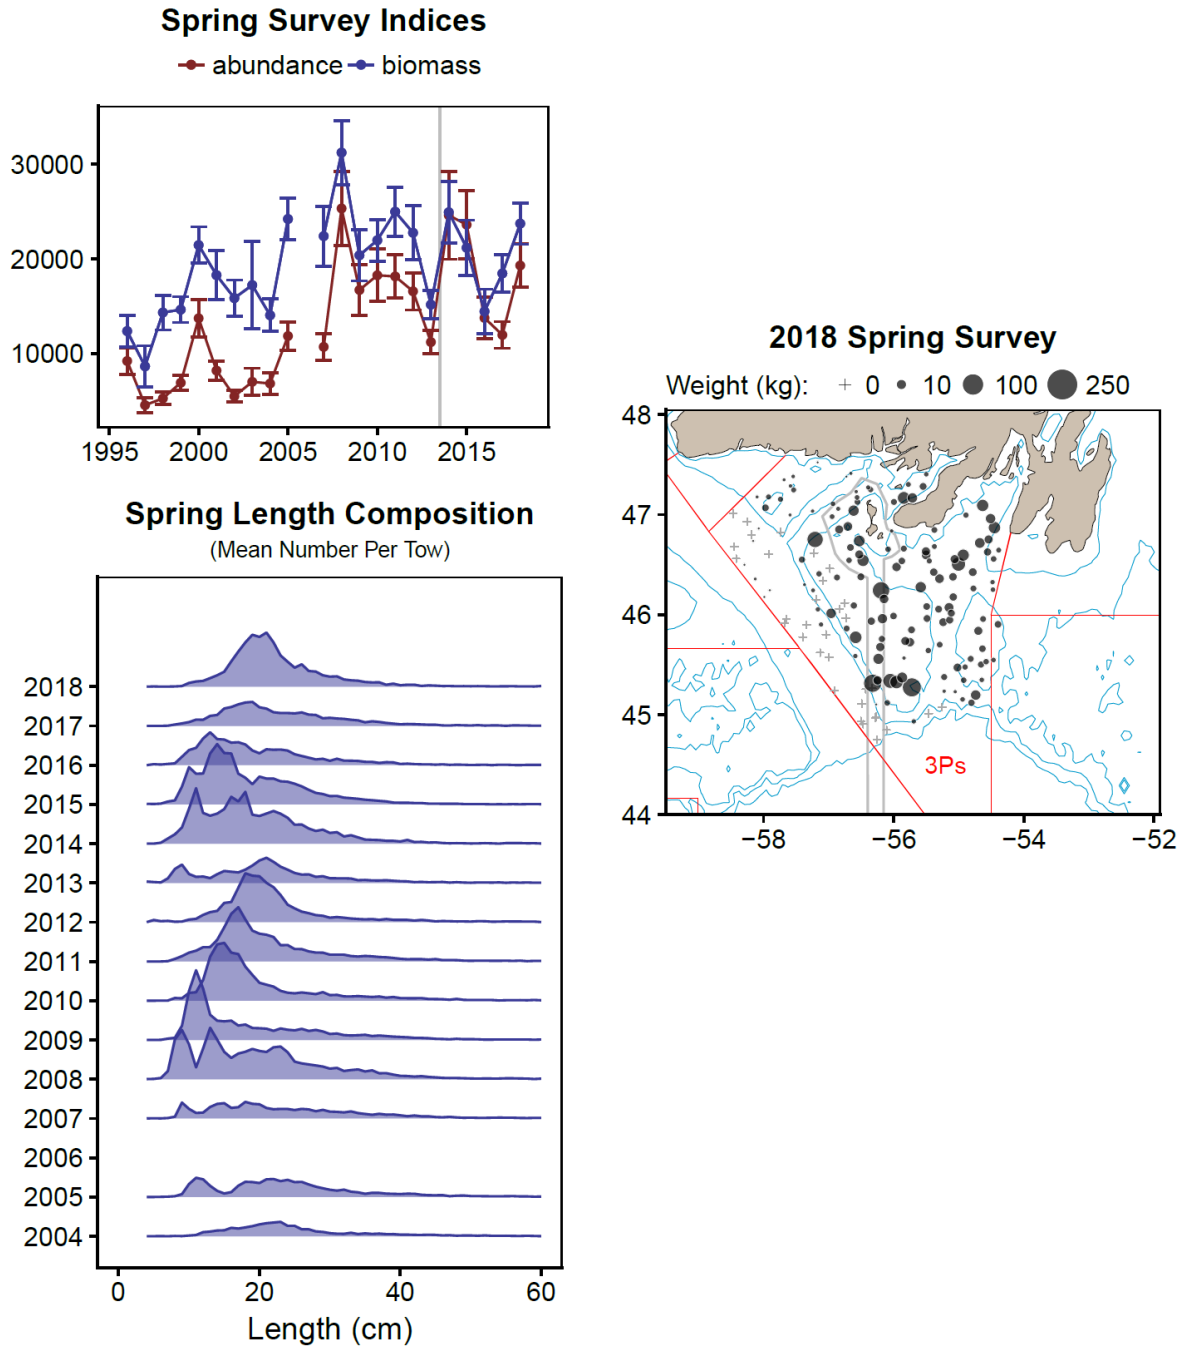 Spring Survey Indices
abundance biomass
30000
20000
10000
1995 2000 2005 2010 2015
Spring Length Composition
(Mean Number Per Tow)
2018
2017
2016
2015
2014
2013
2012
2011
2010
2009
2008
2007
2006
2005
2004
0 20 40 60
Length (cm)
2018 Spring Survey
Weight (kg): 0 10 100 250
48
47
46
45
44
3Ps
−58 −56 −54 −52